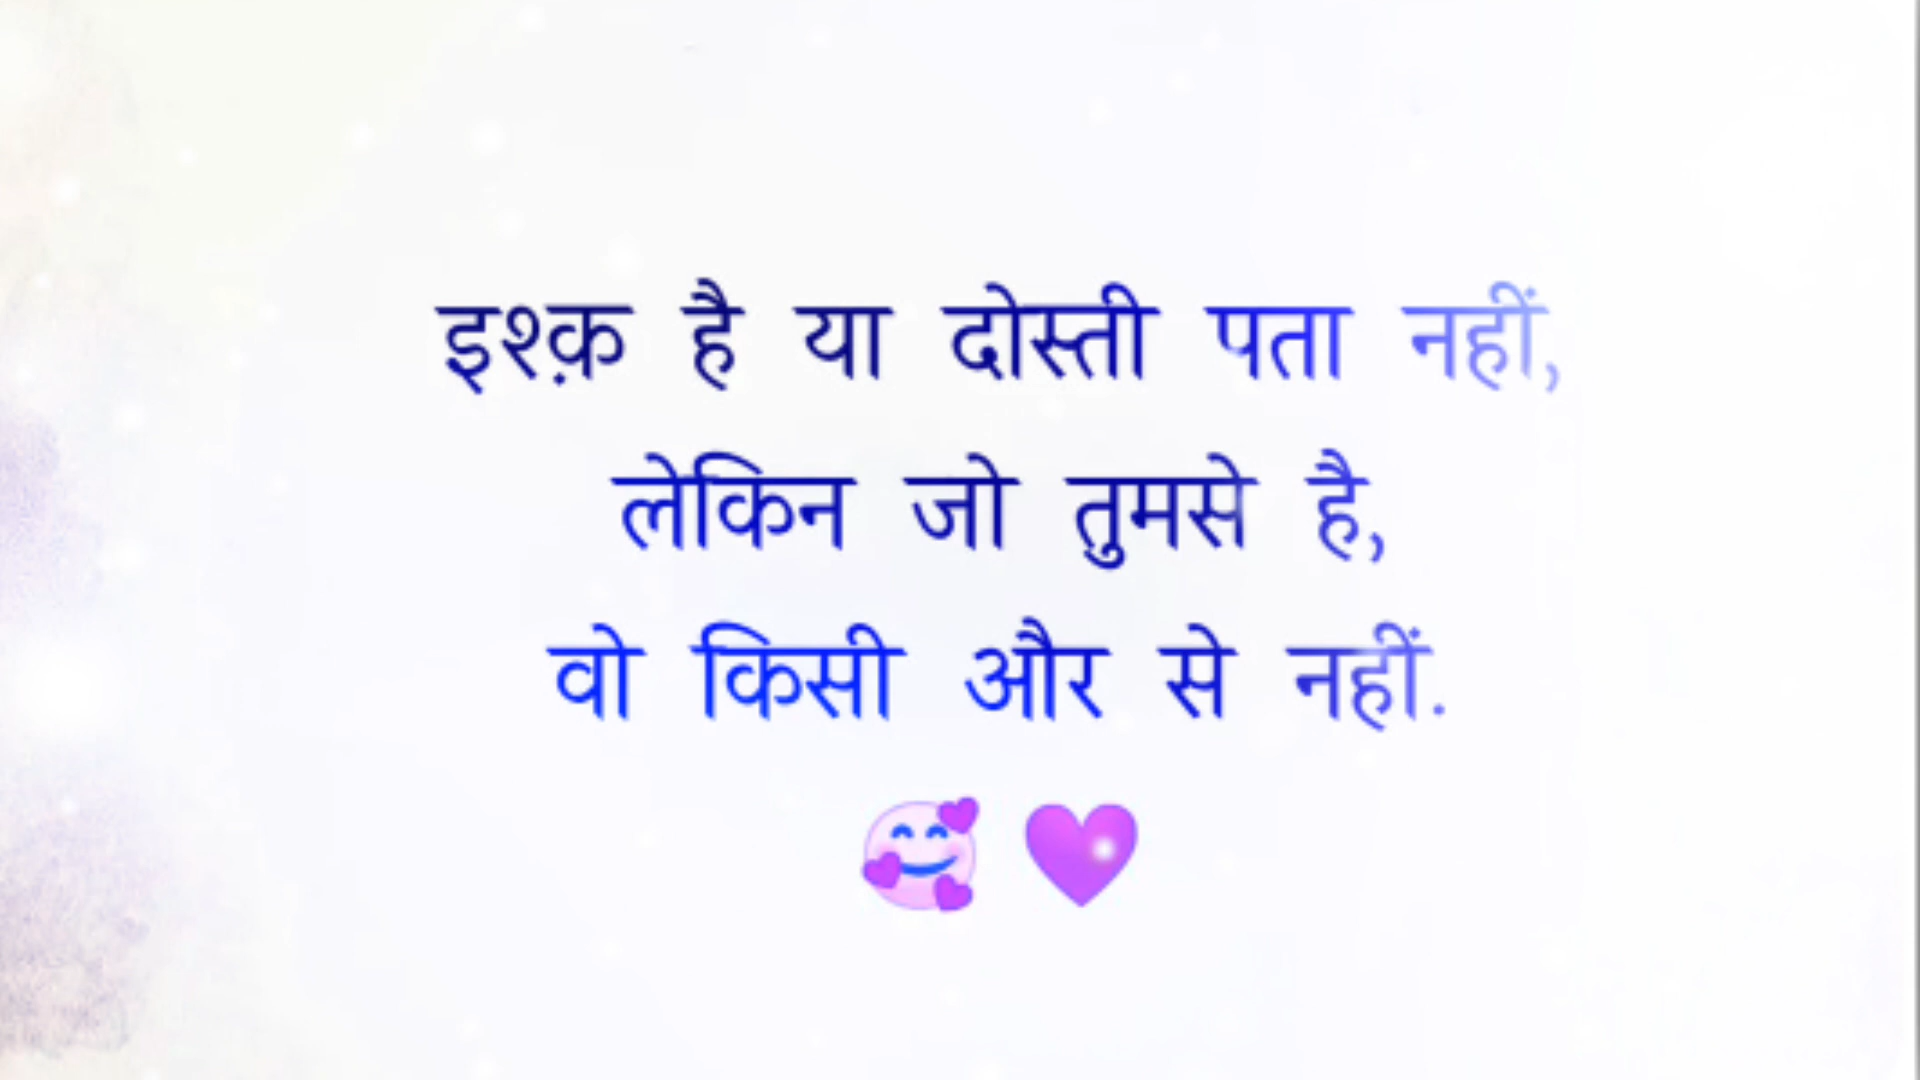 इश्क़ है या दोस्ती पता नहीं,
लेकिन जो तुमसे है,
वो किसी और से नहीं.
🥰 💜